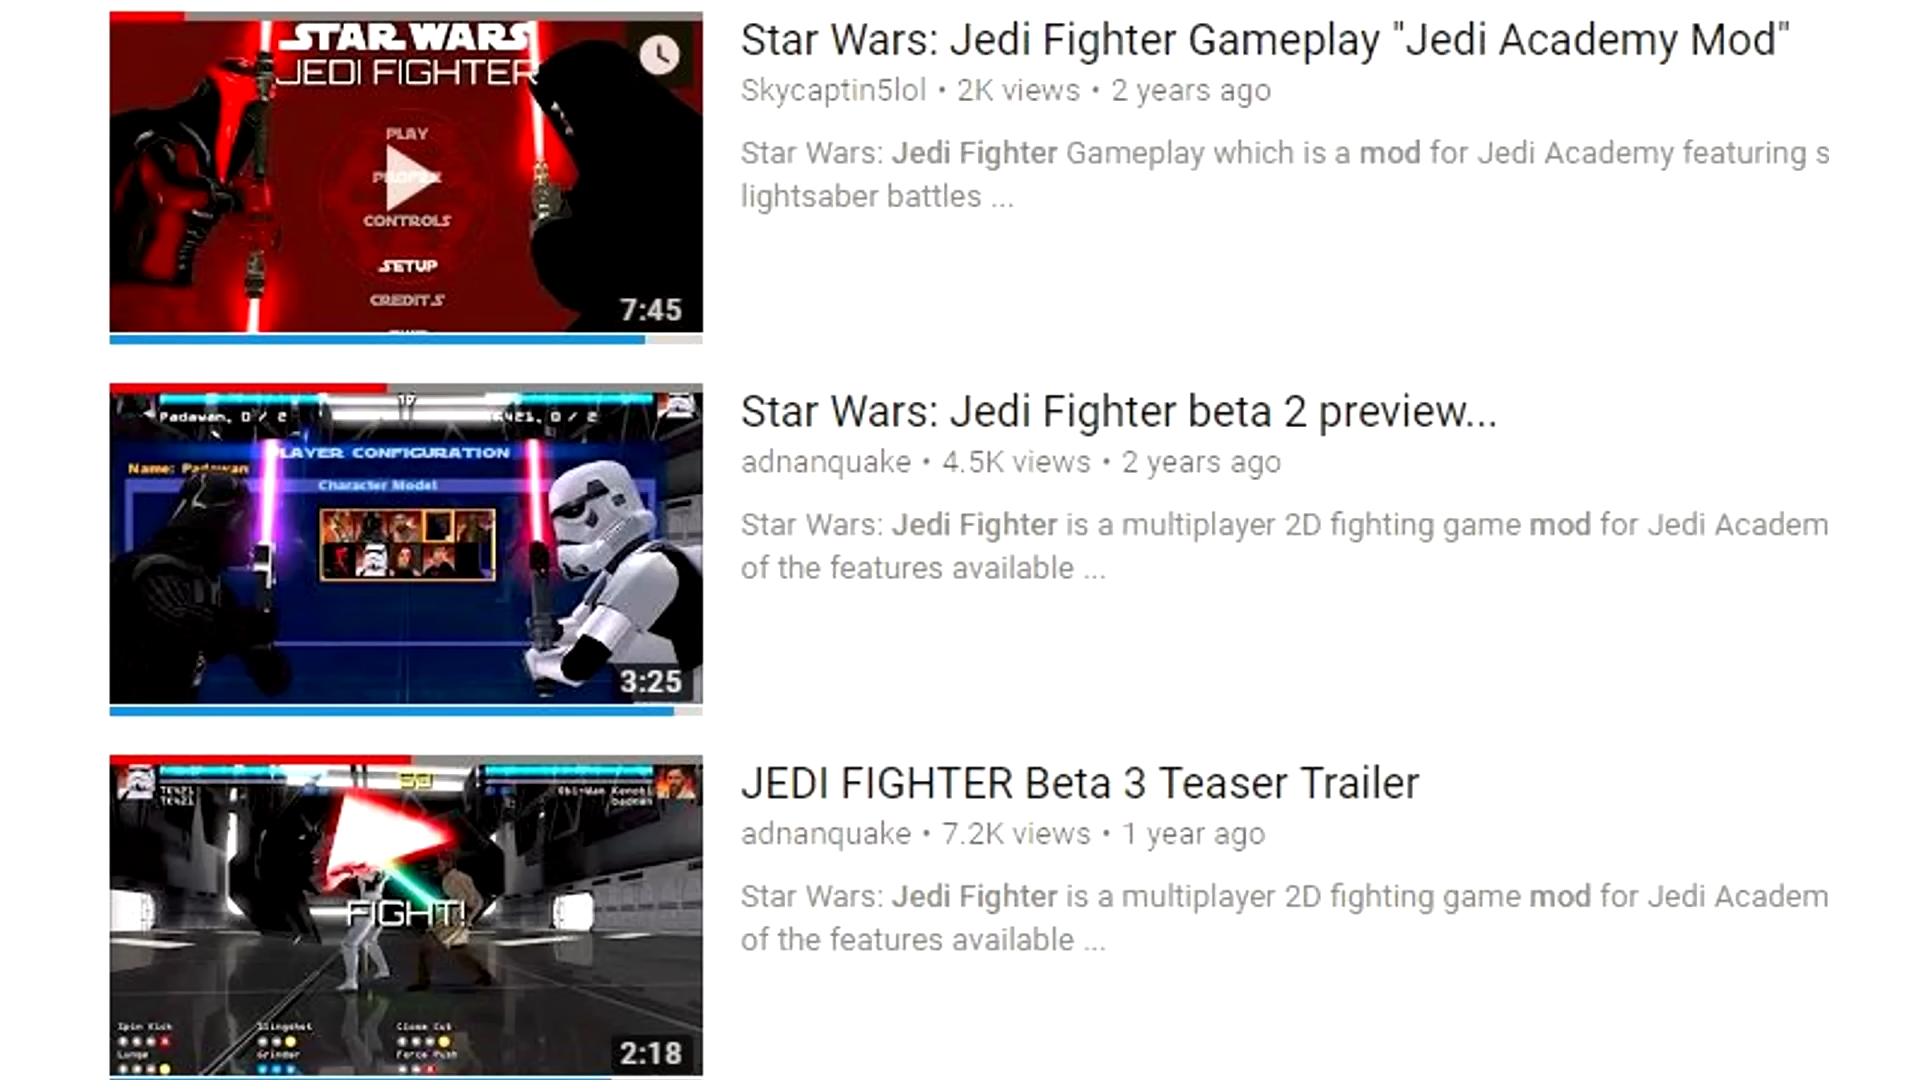 STAR WARS
JEDI FIGHTER
PLAY
CONTROLS
SETUP
CREDITS
7:45
Star Wars: Jedi Fighter Gameplay "Jedi Academy Mod"
Skycaptin5lol • 2K views • 2 years ago
Star Wars: Jedi Fighter Gameplay which is a mod for Jedi Academy featuring s
lightsaber battles ...
Padawan, 0 / 2
0 / 2
PLAYER CONFIGURATION
Name: Padawan
Character Model
3:25
Star Wars: Jedi Fighter beta 2 preview...
adnanquake • 4.5K views • 2 years ago
Star Wars: Jedi Fighter is a multiplayer 2D fighting game mod for Jedi Academ
of the features available ...
TK421
TK421
Obi-Wan Kenobi
FIGHT!
Spin Kick
Slingshot
Close Cut
Lunge
Grinder
Force Push
2:18
JEDI FIGHTER Beta 3 Teaser Trailer
adnanquake • 7.2K views • 1 year ago
Star Wars: Jedi Fighter is a multiplayer 2D fighting game mod for Jedi Academ
of the features available ...